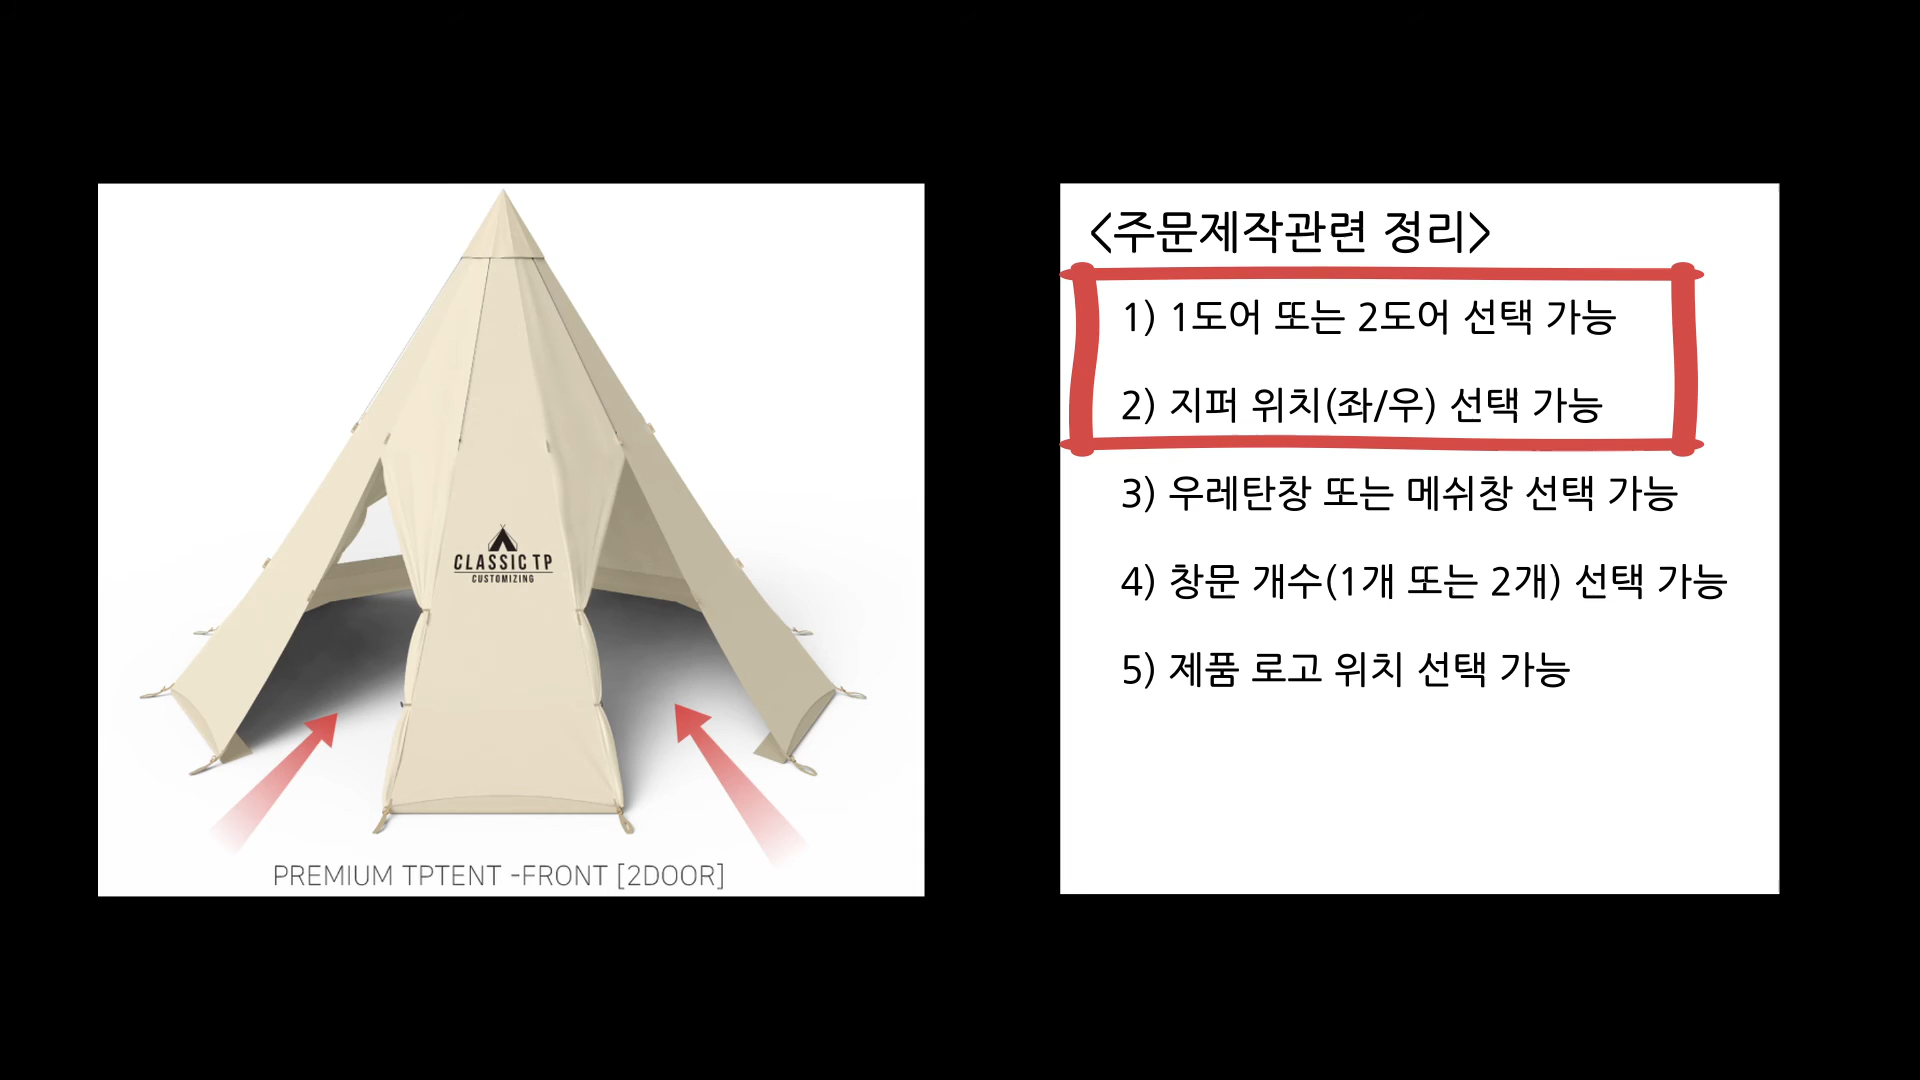 CLASSIC TP
CUSTOMIZING
PREMIUM TPTENT -FRONT [2DOOR]
<주문제작관련 정리>
1) 1도어 또는 2도어 선택 가능
2) 지퍼 위치(좌/우) 선택 가능
3) 우레탄창 또는 메쉬창 선택 가능
4) 창문 개수(1개 또는 2개) 선택 가능
5) 제품 로고 위치 선택 가능